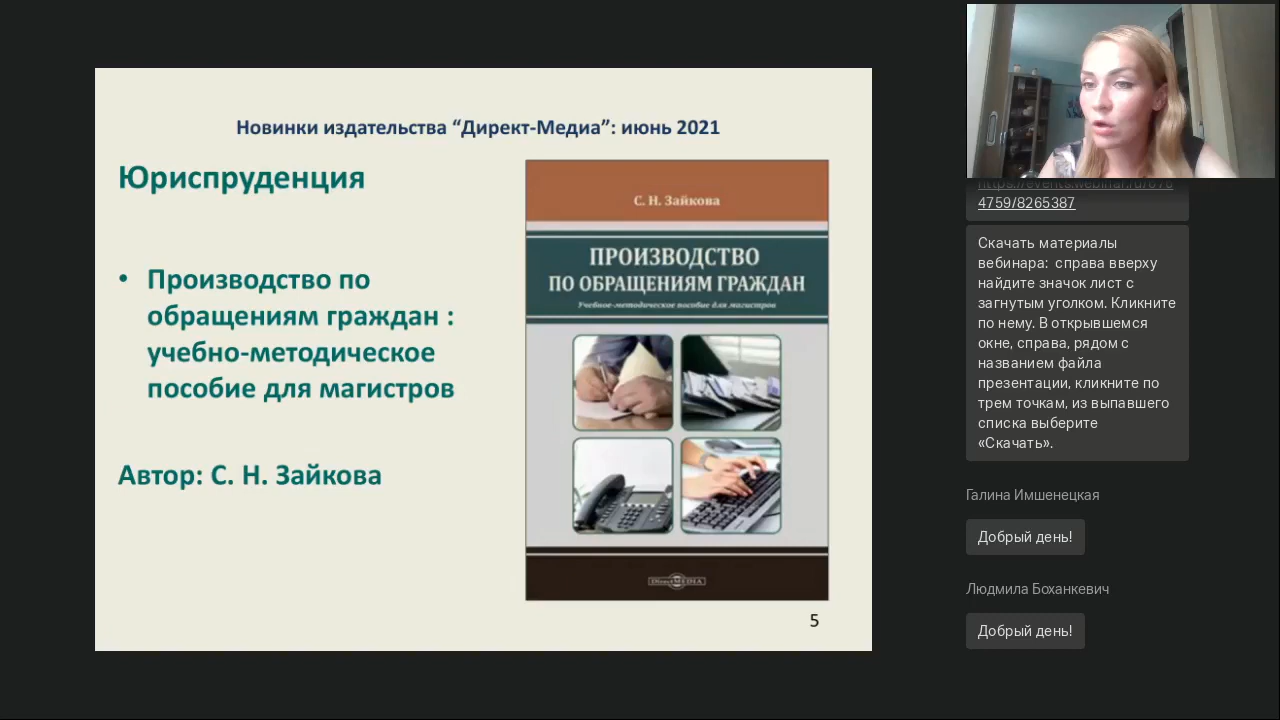 Новинки издательства “Директ-Медиа”: июнь 2021
Юриспруденция
• Производство по
обращениям граждан :
учебно-методическое
пособие для магистров
Автор: С. Н. Зайкова
С. Н. Зайкова
ПРОИЗВОДСТВО
ПО ОБРАЩЕНИЯМ ГРАЖДАН
Учебно-методическое пособие для магистров
DirectMEDIA
5
4759/8265387
Скачать материалы
вебинара: справа вверху
найдите значок лист с
загнутым уголком. Кликните
по нему. В открывшемся
окне, справа, рядом с
названием файла
презентации, кликните по
трем точкам, из выпавшего
списка выберите
«Скачать».
Галина Имшенецкая
Добрый день!
Людмила Боханкевич
Добрый день!